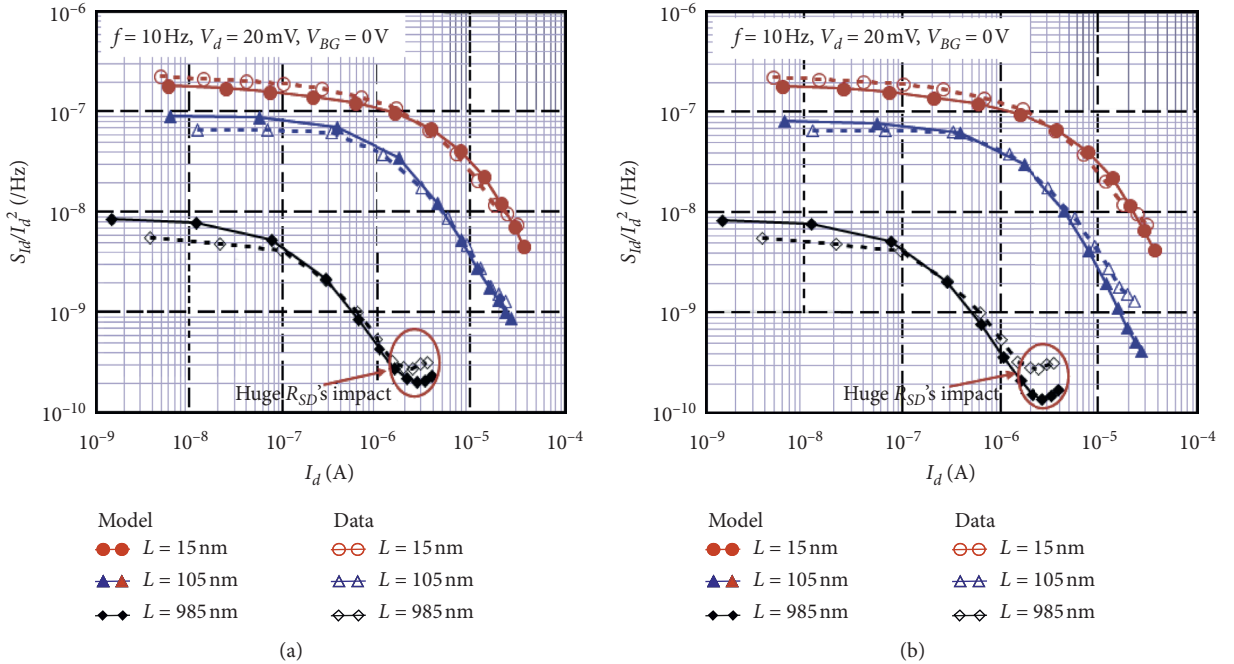 10⁻⁶
f = 10 Hz, V_d = 20 mV, V_BG = 0 V
10⁻⁷
S_Id/I_d² (/Hz)
10⁻⁸
10⁻⁹
Huge R_SD's impact
10⁻¹⁰
10⁻⁹ 10⁻⁸ 10⁻⁷ 10⁻⁶ 10⁻⁵ 10⁻⁴
I_d (A)
Model Data
L = 15 nm L = 15 nm
L = 105 nm L = 105 nm
L = 985 nm L = 985 nm
(a)
10⁻⁶
f = 10 Hz, V_d = 20 mV, V_BG = 0 V
10⁻⁷
S_Id/I_d² (/Hz)
10⁻⁸
10⁻⁹
Huge R_SD's impact
10⁻¹⁰
10⁻⁹ 10⁻⁸ 10⁻⁷ 10⁻⁶ 10⁻⁵ 10⁻⁴
I_d (A)
Model Data
L = 15 nm L = 15 nm
L = 105 nm L = 105 nm
L = 985 nm L = 985 nm
(b)